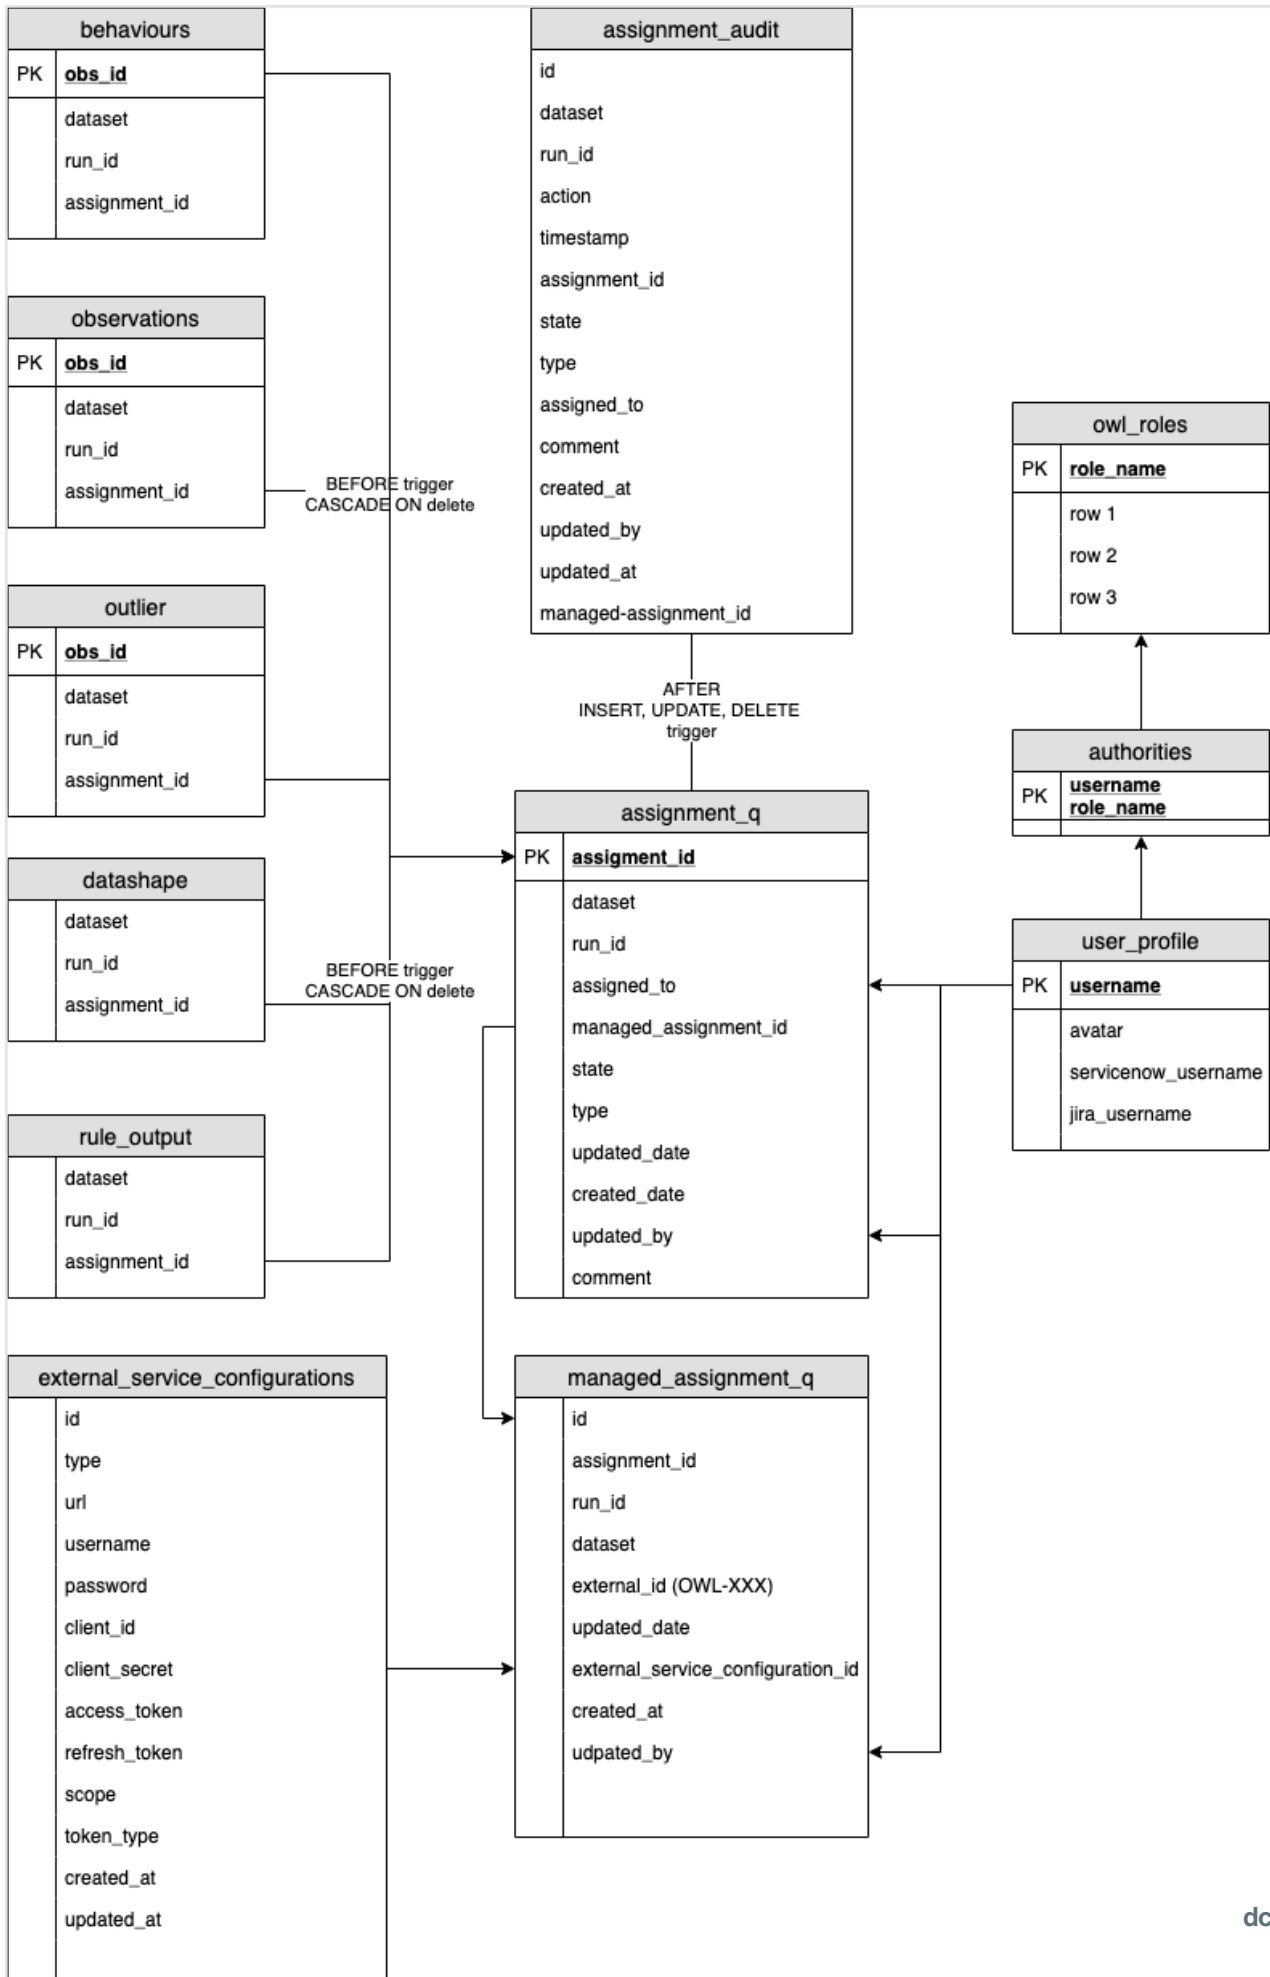 behaviours
PK obs_id
dataset
run_id
assignment_id
observations
PK obs_id
dataset
run_id
assignment_id
BEFORE trigger
CASCADE ON delete
outlier
PK obs_id
dataset
run_id
assignment_id
datashape
dataset
run_id
assignment_id
BEFORE trigger
CASCADE ON delete
rule_output
dataset
run_id
assignment_id
external_service_configurations
id
type
url
username
password
client_id
client_secret
access_token
refresh_token
scope
token_type
created_at
updated_at
assignment_audit
id
dataset
run_id
action
timestamp
assignment_id
state
type
assigned_to
comment
created_at
updated_by
updated_at
managed-assignment_id
AFTER
INSERT, UPDATE, DELETE
trigger
assignment_q
PK assigment_id
dataset
run_id
assigned_to
managed_assignment_id
state
type
updated_date
created_date
updated_by
comment
managed_assignment_q
id
assignment_id
run_id
dataset
external_id (OWL-XXX)
updated_date
external_service_configuration_id
created_at
udpated_by
owl_roles
PK role_name
row 1
row 2
row 3
authorities
PK username
role_name
user_profile
PK username
avatar
servicenow_username
jira_username
dc